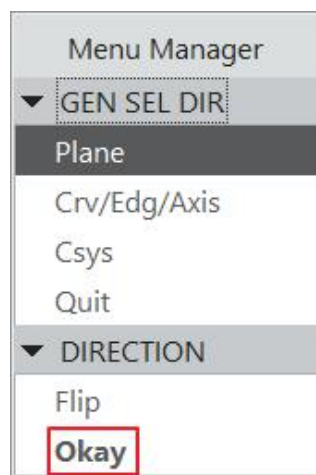 Menu Manager
GEN SEL DIR
Plane
Crv/Edg/Axis
Csys
Quit
DIRECTION
Flip
Okay